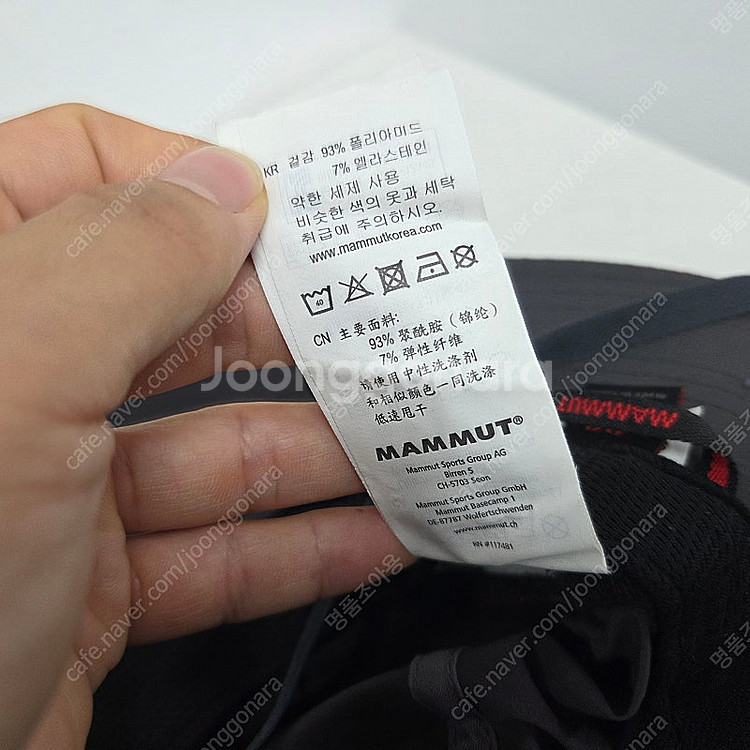 KR 겉감 93% 폴리아미드
7% 엘라스테인
약한 세제 사용
비슷한 색의 옷과 세탁
취급에 주의하시오.
www.mammutkorea.com
40
CN 主要面料:
93% 聚酰胺（锦纶）
7% 弹性纤维
请使用中性洗涤剂
和相似颜色一同洗涤
低速甩干
MAMMUT®
Mammut Sports Group AG
Birren 5
CH-5703 Seon
Mammut Sports Group GmbH
Mammut Basecamp 1
DE-87787 Wolfertschwenden
www.mammut.ch
RN #117481
MAMMUT
Joonggonara
cafe.naver.com/joonggonara
명품조아용